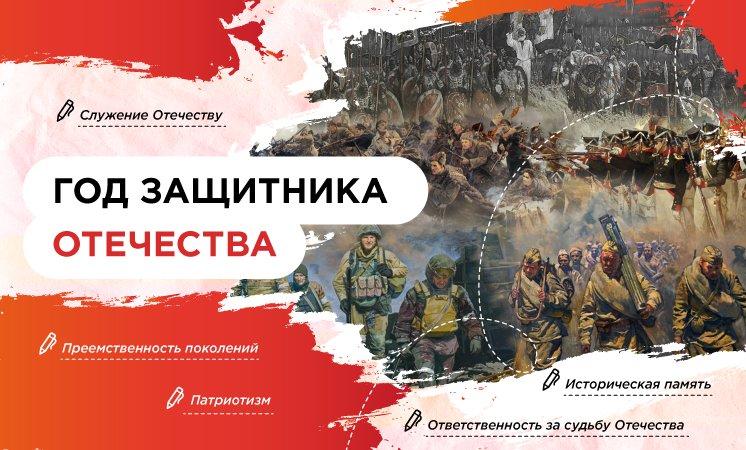 Служение Отечеству
ГОД ЗАЩИТНИКА
ОТЕЧЕСТВА
Преемственность поколений
Патриотизм
Историческая память
Ответственность за судьбу Отечества